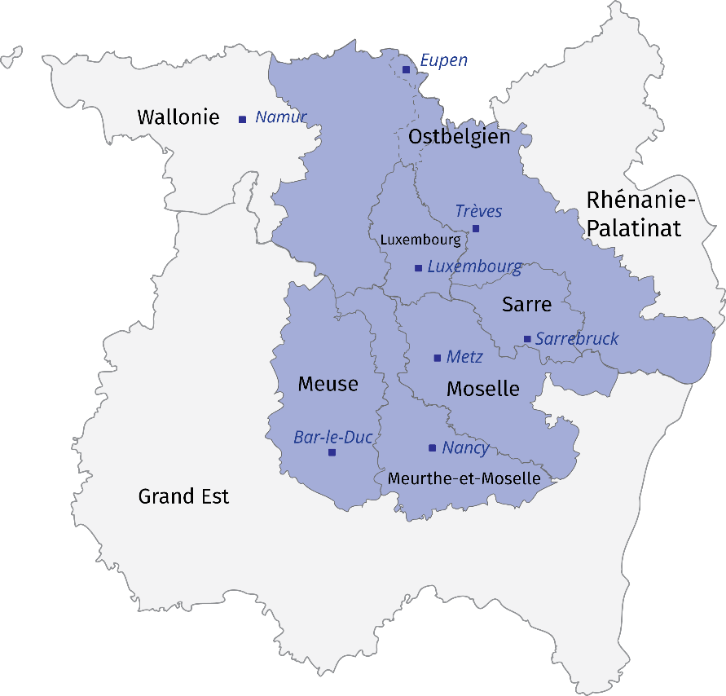 Eupen
Wallonie
Namur
Ostbelgien
Rhénanie-
Palatinat
Trèves
Luxembourg
Luxembourg
Sarre
Sarrebruck
Metz
Meuse
Moselle
Bar-le-Duc
Nancy
Meurthe-et-Moselle
Grand Est